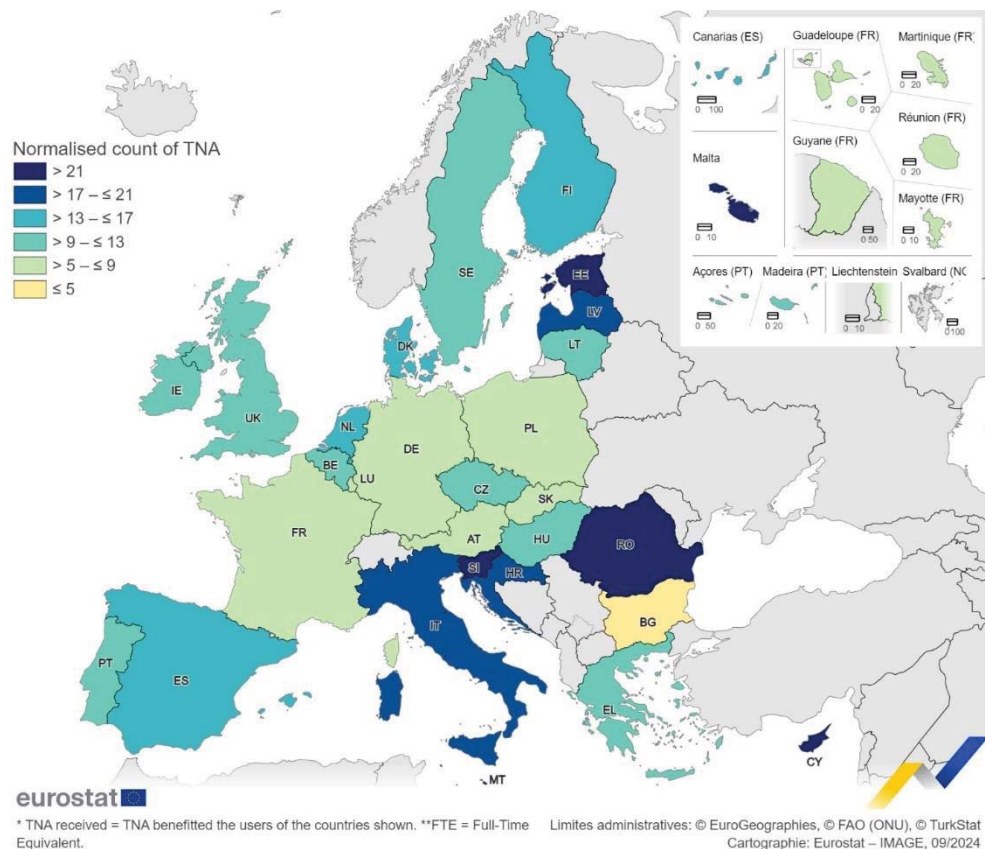 Canarias (ES)
0 100
Guadeloupe (FR)
0 20
Martinique (FR)
0 20
Réunion (FR)
0 20
Malta
0 10
Guyane (FR)
0 50
Mayotte (FR)
0 10
Açores (PT)
0 50
Madeira (PT)
0 20
Liechtenstein
0 10
Svalbard (NO
0 100
Normalised count of TNA
> 21
> 17 – ≤ 21
> 13 – ≤ 17
> 9 – ≤ 13
> 5 – ≤ 9
≤ 5
FI
SE
EE
LV
LT
DK
IE
UK
NL
BE
LU
DE
PL
CZ
SK
FR
AT
HU
RO
SI
HR
IT
BG
PT
ES
EL
MT
CY
eurostat
* TNA received = TNA benefitted the users of the countries shown. **FTE = Full-Time
Equivalent.
Limites administratives: © EuroGeographies, © FAO (ONU), © TurkStat
Cartographie: Eurostat – IMAGE, 09/2024